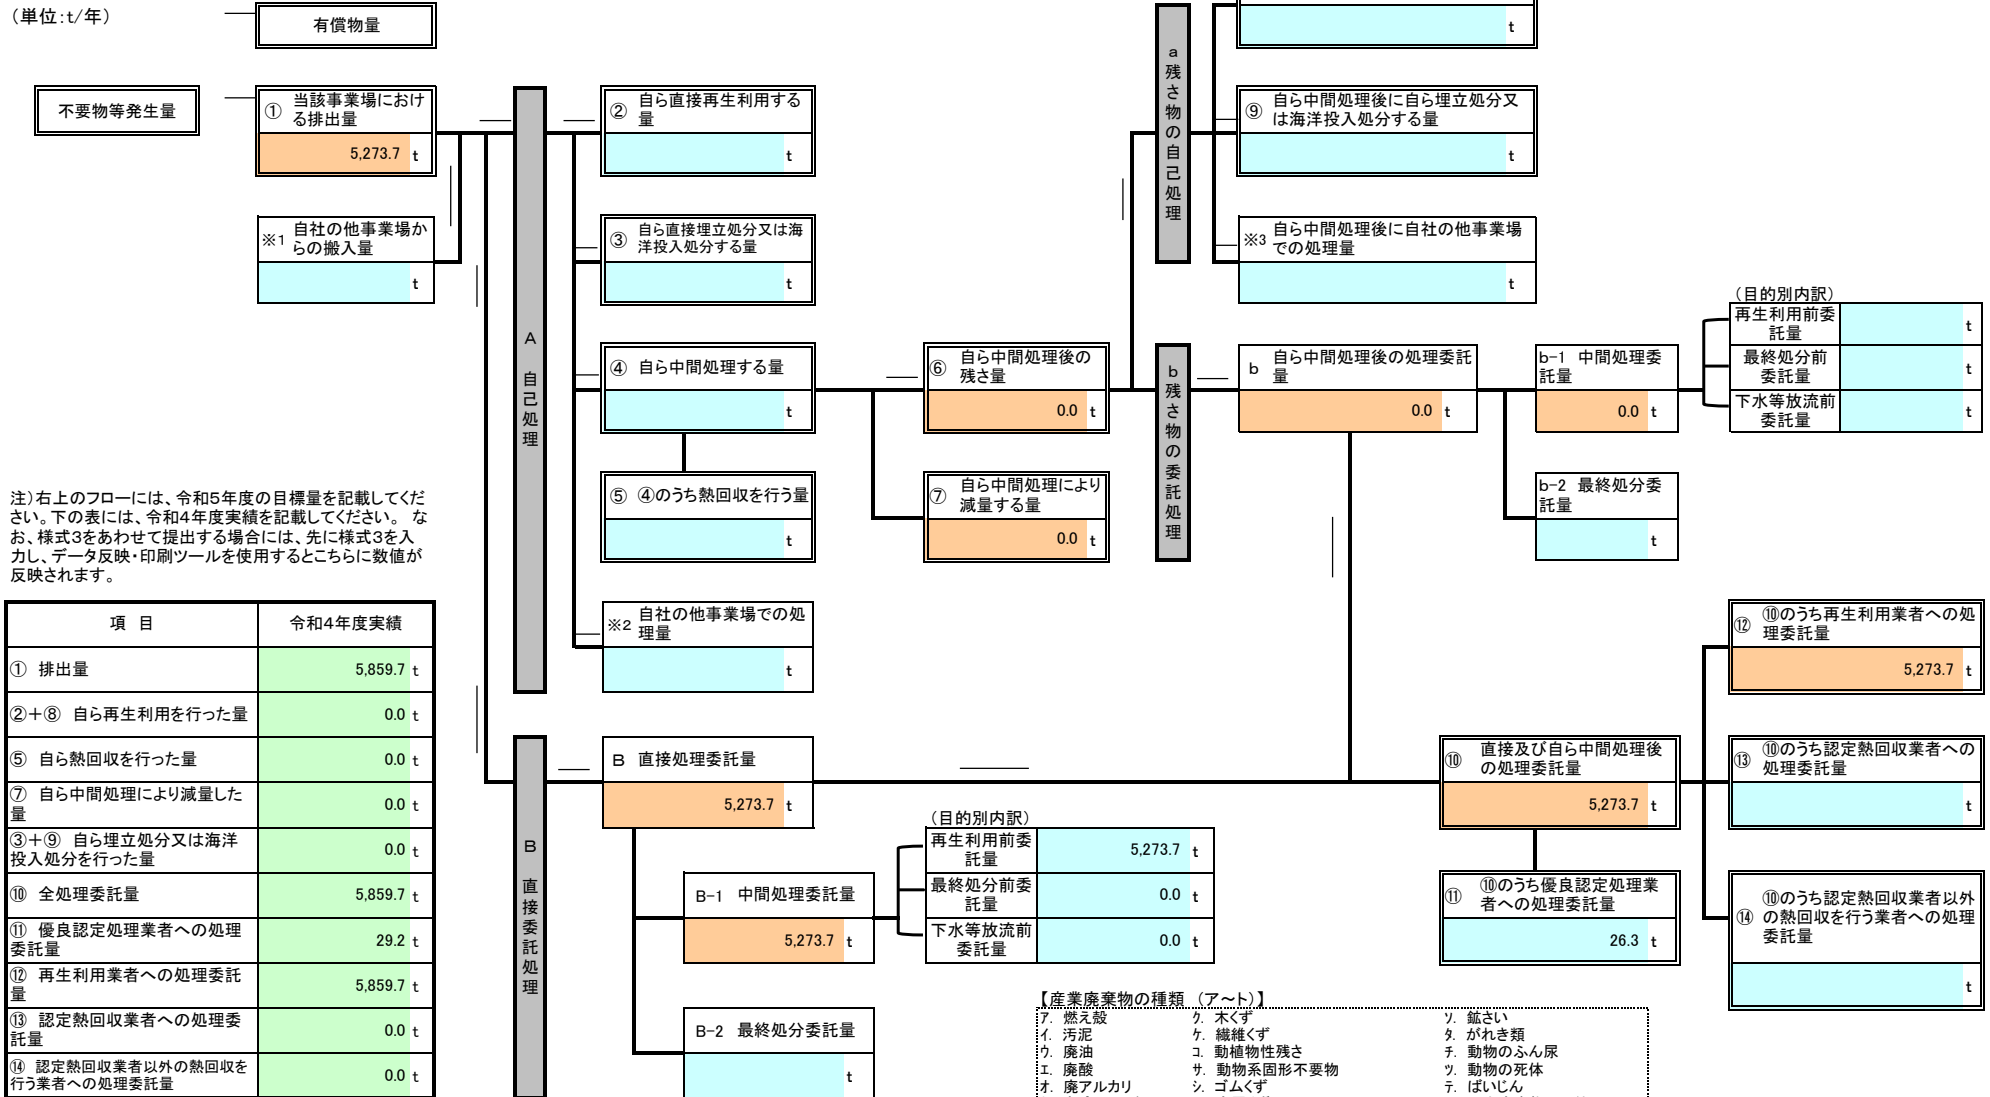 （単位：t/年）
有償物量
t
不要物等発生量
① 当該事業場におけ
る排出量
5,273.7 t
② 自ら直接再生利用する
量
t
a 残さ物の自己処理
⑨ 自ら中間処理後に自ら埋立処分又
は海洋投入処分する量
t
※1 自社の他事業場か
らの搬入量
t
③ 自ら直接埋立処分又は海
洋投入処分する量
t
※3 自ら中間処理後に自社の他事業場
での処理量
t
A 自己処理
④ 自ら中間処理する量
t
⑥ 自ら中間処理後の
残さ量
0.0 t
b 残さ物の委託処理
b 自ら中間処理後の処理委託
量
0.0 t
b-1 中間処理委
託量
0.0 t
（目的別内訳）
再生利用前委
託量
t
最終処分前
委託量
t
下水等放流前
委託量
t
⑤ ④のうち熱回収を行う量
t
⑦ 自ら中間処理により
減量する量
0.0 t
b-2 最終処分委
託量
t
注）右上のフローには、令和5年度の目標量を記載してくだ
さい。下の表には、令和4年度実績を記載してください。 な
お、様式3をあわせて提出する場合には、先に様式3を入
力し、データ反映・印刷ツールを使用するとこちらに数値が
反映されます。
※2 自社の他事業場での処
理量
t
項 目 令和4年度実績
① 排出量 5,859.7 t
②＋⑧ 自ら再生利用を行った量 0.0 t
⑤ 自ら熱回収を行った量 0.0 t
⑦ 自ら中間処理により減量した
量 0.0 t
③＋⑨ 自ら埋立処分又は海洋
投入処分を行った量 0.0 t
⑩ 全処理委託量 5,859.7 t
⑪ 優良認定処理業者への処理
委託量 29.2 t
⑫ 再生利用業者への処理委託
量 5,859.7 t
⑬ 認定熱回収業者への処理委
託量 0.0 t
⑭ 認定熱回収業者以外の熱回収を
行う業者への処理委託量 0.0 t
B 直接委託処理
B 直接処理委託量
5,273.7 t
B-1 中間処理委託量
5,273.7 t
（目的別内訳）
再生利用前委
託量
5,273.7 t
最終処分前委
託量
0.0 t
下水等放流前
委託量
0.0 t
B-2 最終処分委託量
t
⑩ 直接及び自ら中間処理後
の処理委託量
5,273.7 t
⑪ ⑩のうち優良認定処理業
者への処理委託量
26.3 t
⑫ ⑩のうち再生利用業者への処
理委託量
5,273.7 t
⑬ ⑩のうち認定熱回収業者への
処理委託量
t
⑭ ⑩のうち認定熱回収業者以外
の熱回収を行う業者への処理
委託量
t
【産業廃棄物の種類 （ア～ト）】
ア. 燃え殻 ク. 木くず ソ. 鉱さい
イ. 汚泥 ケ. 繊維くず タ. がれき類
ウ. 廃油 コ. 動植物性残さ チ. 動物のふん尿
エ. 廃酸 サ. 動物系固形不要物 ツ. 動物の死体
オ. 廃アルカリ シ. ゴムくず テ. ばいじん